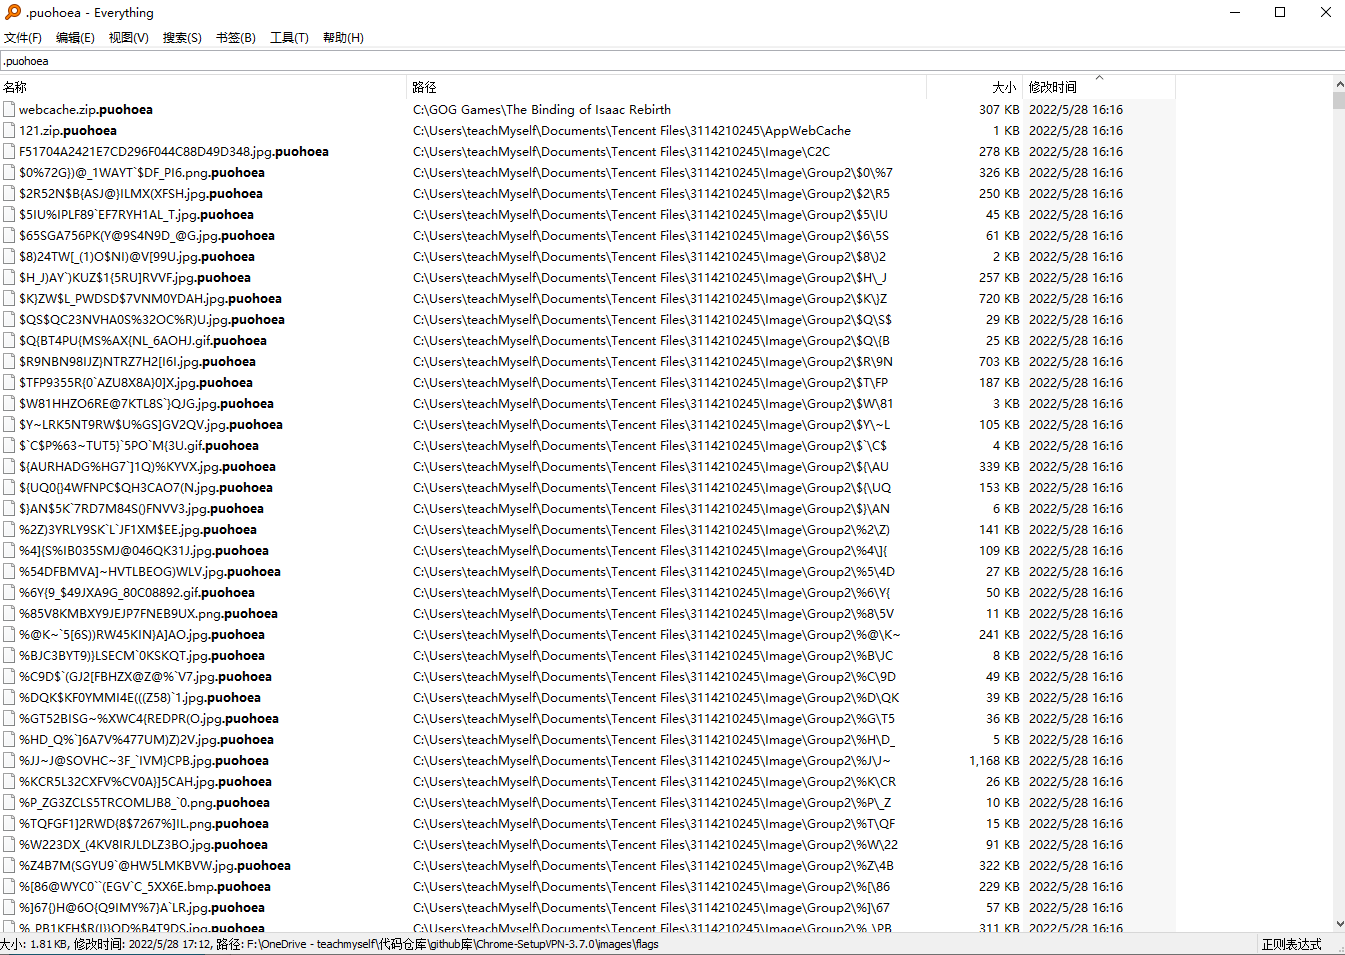 .puohoea - Everything
文件(F) 编辑(E) 视图(V) 搜索(S) 书签(B) 工具(T) 帮助(H)
.puohoea
名称 路径 大小 修改时间
webcache.zip.puohoea C:\GOG Games\The Binding of Isaac Rebirth 307 KB 2022/5/28 16:16
121.zip.puohoea C:\Users\teachMyself\Documents\Tencent Files\3114210245\AppWebCache 1 KB 2022/5/28 16:16
F51704A2421E7CD296F044C88D49D348.jpg.puohoea C:\Users\teachMyself\Documents\Tencent Files\3114210245\Image\C2C 278 KB 2022/5/28 16:16
$0%72G})@_1WAYT`$DF_PI6.png.puohoea C:\Users\teachMyself\Documents\Tencent Files\3114210245\Image\Group2\$0\%7 326 KB 2022/5/28 16:16
$2R52N$B{ASJ@}ILMX(XFSH.jpg.puohoea C:\Users\teachMyself\Documents\Tencent Files\3114210245\Image\Group2\$2\R5 250 KB 2022/5/28 16:16
$5IU%IPLF89`EF7RYH1AL_T.jpg.puohoea C:\Users\teachMyself\Documents\Tencent Files\3114210245\Image\Group2\$5\IU 45 KB 2022/5/28 16:16
$65SGA756PK(Y@9S4N9D_@G.jpg.puohoea C:\Users\teachMyself\Documents\Tencent Files\3114210245\Image\Group2\$6\5S 61 KB 2022/5/28 16:16
$8)24TW[_(1)O$NI)@V[99U.jpg.puohoea C:\Users\teachMyself\Documents\Tencent Files\3114210245\Image\Group2\$8\)2 2 KB 2022/5/28 16:16
$H_J)AY`)KUZ$1{5RU]RVVF.jpg.puohoea C:\Users\teachMyself\Documents\Tencent Files\3114210245\Image\Group2\$H\_J 257 KB 2022/5/28 16:16
$K}ZW$L_PWDSD$7VNM0YDAH.jpg.puohoea C:\Users\teachMyself\Documents\Tencent Files\3114210245\Image\Group2\$K\}Z 720 KB 2022/5/28 16:16
$QS$QC23NVHA0S%32OC%R)U.jpg.puohoea C:\Users\teachMyself\Documents\Tencent Files\3114210245\Image\Group2\$Q\S$ 29 KB 2022/5/28 16:16
$Q{BT4PU{MS%AX{NL_6AOHJ.gif.puohoea C:\Users\teachMyself\Documents\Tencent Files\3114210245\Image\Group2\$Q\{B 25 KB 2022/5/28 16:16
$R9NBN98IJZ}NTRZ7H2[I6I.jpg.puohoea C:\Users\teachMyself\Documents\Tencent Files\3114210245\Image\Group2\$R\9N 703 KB 2022/5/28 16:16
$TFP9355R{0`AZU8X8A}0]X.jpg.puohoea C:\Users\teachMyself\Documents\Tencent Files\3114210245\Image\Group2\$T\FP 187 KB 2022/5/28 16:16
$W81HHZO6RE@7KTL8S`}QJG.jpg.puohoea C:\Users\teachMyself\Documents\Tencent Files\3114210245\Image\Group2\$W\81 3 KB 2022/5/28 16:16
$Y~LRK5NT9RW$U%GS]GV2QV.jpg.puohoea C:\Users\teachMyself\Documents\Tencent Files\3114210245\Image\Group2\$Y\~L 105 KB 2022/5/28 16:16
$`C$P%63~TUT5}`5PO`M{3U.gif.puohoea C:\Users\teachMyself\Documents\Tencent Files\3114210245\Image\Group2\$`\C$ 4 KB 2022/5/28 16:16
${AURHADG%HG7`]1Q)%KYVX.jpg.puohoea C:\Users\teachMyself\Documents\Tencent Files\3114210245\Image\Group2\${\AU 339 KB 2022/5/28 16:16
${UQ0{}4WFNPC$QH3CAO7(N.jpg.puohoea C:\Users\teachMyself\Documents\Tencent Files\3114210245\Image\Group2\${\UQ 153 KB 2022/5/28 16:16
$}AN$5K`7RD7M84S()FNVV3.jpg.puohoea C:\Users\teachMyself\Documents\Tencent Files\3114210245\Image\Group2\$}\AN 6 KB 2022/5/28 16:16
%2Z)3YRLY9SK`L`JF1XM$EE.jpg.puohoea C:\Users\teachMyself\Documents\Tencent Files\3114210245\Image\Group2\%2\Z) 141 KB 2022/5/28 16:16
%4]{S%IB035SMJ@046QK31J.jpg.puohoea C:\Users\teachMyself\Documents\Tencent Files\3114210245\Image\Group2\%4\]{ 109 KB 2022/5/28 16:16
%54DFBMVA]~HVTLBEOG)WLV.jpg.puohoea C:\Users\teachMyself\Documents\Tencent Files\3114210245\Image\Group2\%5\4D 27 KB 2022/5/28 16:16
%6Y{9_$49JXA9G_80C08892.gif.puohoea C:\Users\teachMyself\Documents\Tencent Files\3114210245\Image\Group2\%6\Y{ 50 KB 2022/5/28 16:16
%85V8KMBXY9JEJP7FNEB9UX.png.puohoea C:\Users\teachMyself\Documents\Tencent Files\3114210245\Image\Group2\%8\5V 11 KB 2022/5/28 16:16
%@K~`5[6S))RW45KIN}A]AO.jpg.puohoea C:\Users\teachMyself\Documents\Tencent Files\3114210245\Image\Group2\%@\K~ 241 KB 2022/5/28 16:16
%BJC3BYT9)}LSECM`0KSKQT.jpg.puohoea C:\Users\teachMyself\Documents\Tencent Files\3114210245\Image\Group2\%B\JC 8 KB 2022/5/28 16:16
%C9D$`(GJ2[FBHZX@Z@%`V7.jpg.puohoea C:\Users\teachMyself\Documents\Tencent Files\3114210245\Image\Group2\%C\9D 49 KB 2022/5/28 16:16
%DQK$KF0YMMI4E(((Z58)`1.jpg.puohoea C:\Users\teachMyself\Documents\Tencent Files\3114210245\Image\Group2\%D\QK 39 KB 2022/5/28 16:16
%GT52BISG~%XWC4{REDPR(O.jpg.puohoea C:\Users\teachMyself\Documents\Tencent Files\3114210245\Image\Group2\%G\T5 36 KB 2022/5/28 16:16
%HD_Q%`]6A7V%477UM)Z)2V.jpg.puohoea C:\Users\teachMyself\Documents\Tencent Files\3114210245\Image\Group2\%H\D_ 5 KB 2022/5/28 16:16
%JJ~J@SOVHC~3F_`IVM}CPB.jpg.puohoea C:\Users\teachMyself\Documents\Tencent Files\3114210245\Image\Group2\%J\J~ 1,168 KB 2022/5/28 16:16
%KCR5L32CXFV%CV0A}]5CAH.jpg.puohoea C:\Users\teachMyself\Documents\Tencent Files\3114210245\Image\Group2\%K\CR 26 KB 2022/5/28 16:16
%P_ZG3ZCLS5TRCOMLJB8_`0.png.puohoea C:\Users\teachMyself\Documents\Tencent Files\3114210245\Image\Group2\%P\_Z 10 KB 2022/5/28 16:16
%TQFGF1]2RWD{8$7267%]IL.png.puohoea C:\Users\teachMyself\Documents\Tencent Files\3114210245\Image\Group2\%T\QF 15 KB 2022/5/28 16:16
%W223DX_(4KV8IRJLDLZ3BO.jpg.puohoea C:\Users\teachMyself\Documents\Tencent Files\3114210245\Image\Group2\%W\22 91 KB 2022/5/28 16:16
%Z4B7M(SGYU9`@HW5LMKBVW.jpg.puohoea C:\Users\teachMyself\Documents\Tencent Files\3114210245\Image\Group2\%Z\4B 322 KB 2022/5/28 16:16
%[86@WYC0``(EGV`C_5XX6E.bmp.puohoea C:\Users\teachMyself\Documents\Tencent Files\3114210245\Image\Group2\%[\86 229 KB 2022/5/28 16:16
%]67{)H@6O{Q9IMY%7}A`LR.jpg.puohoea C:\Users\teachMyself\Documents\Tencent Files\3114210245\Image\Group2\%]\67 57 KB 2022/5/28 16:16
C:\Users\teachMyself\Documents\Tencent Files\3114210245\Image\Group2\%_\PB 311 KB 2022/5/28 16:16
大小: 1.81 KB, 修改时间: 2022/5/28 17:12, 路径: F:\OneDrive - teachmyself\代码仓库\github库\Chrome-SetupVPN-3.7.0\images\flags 正则表达式